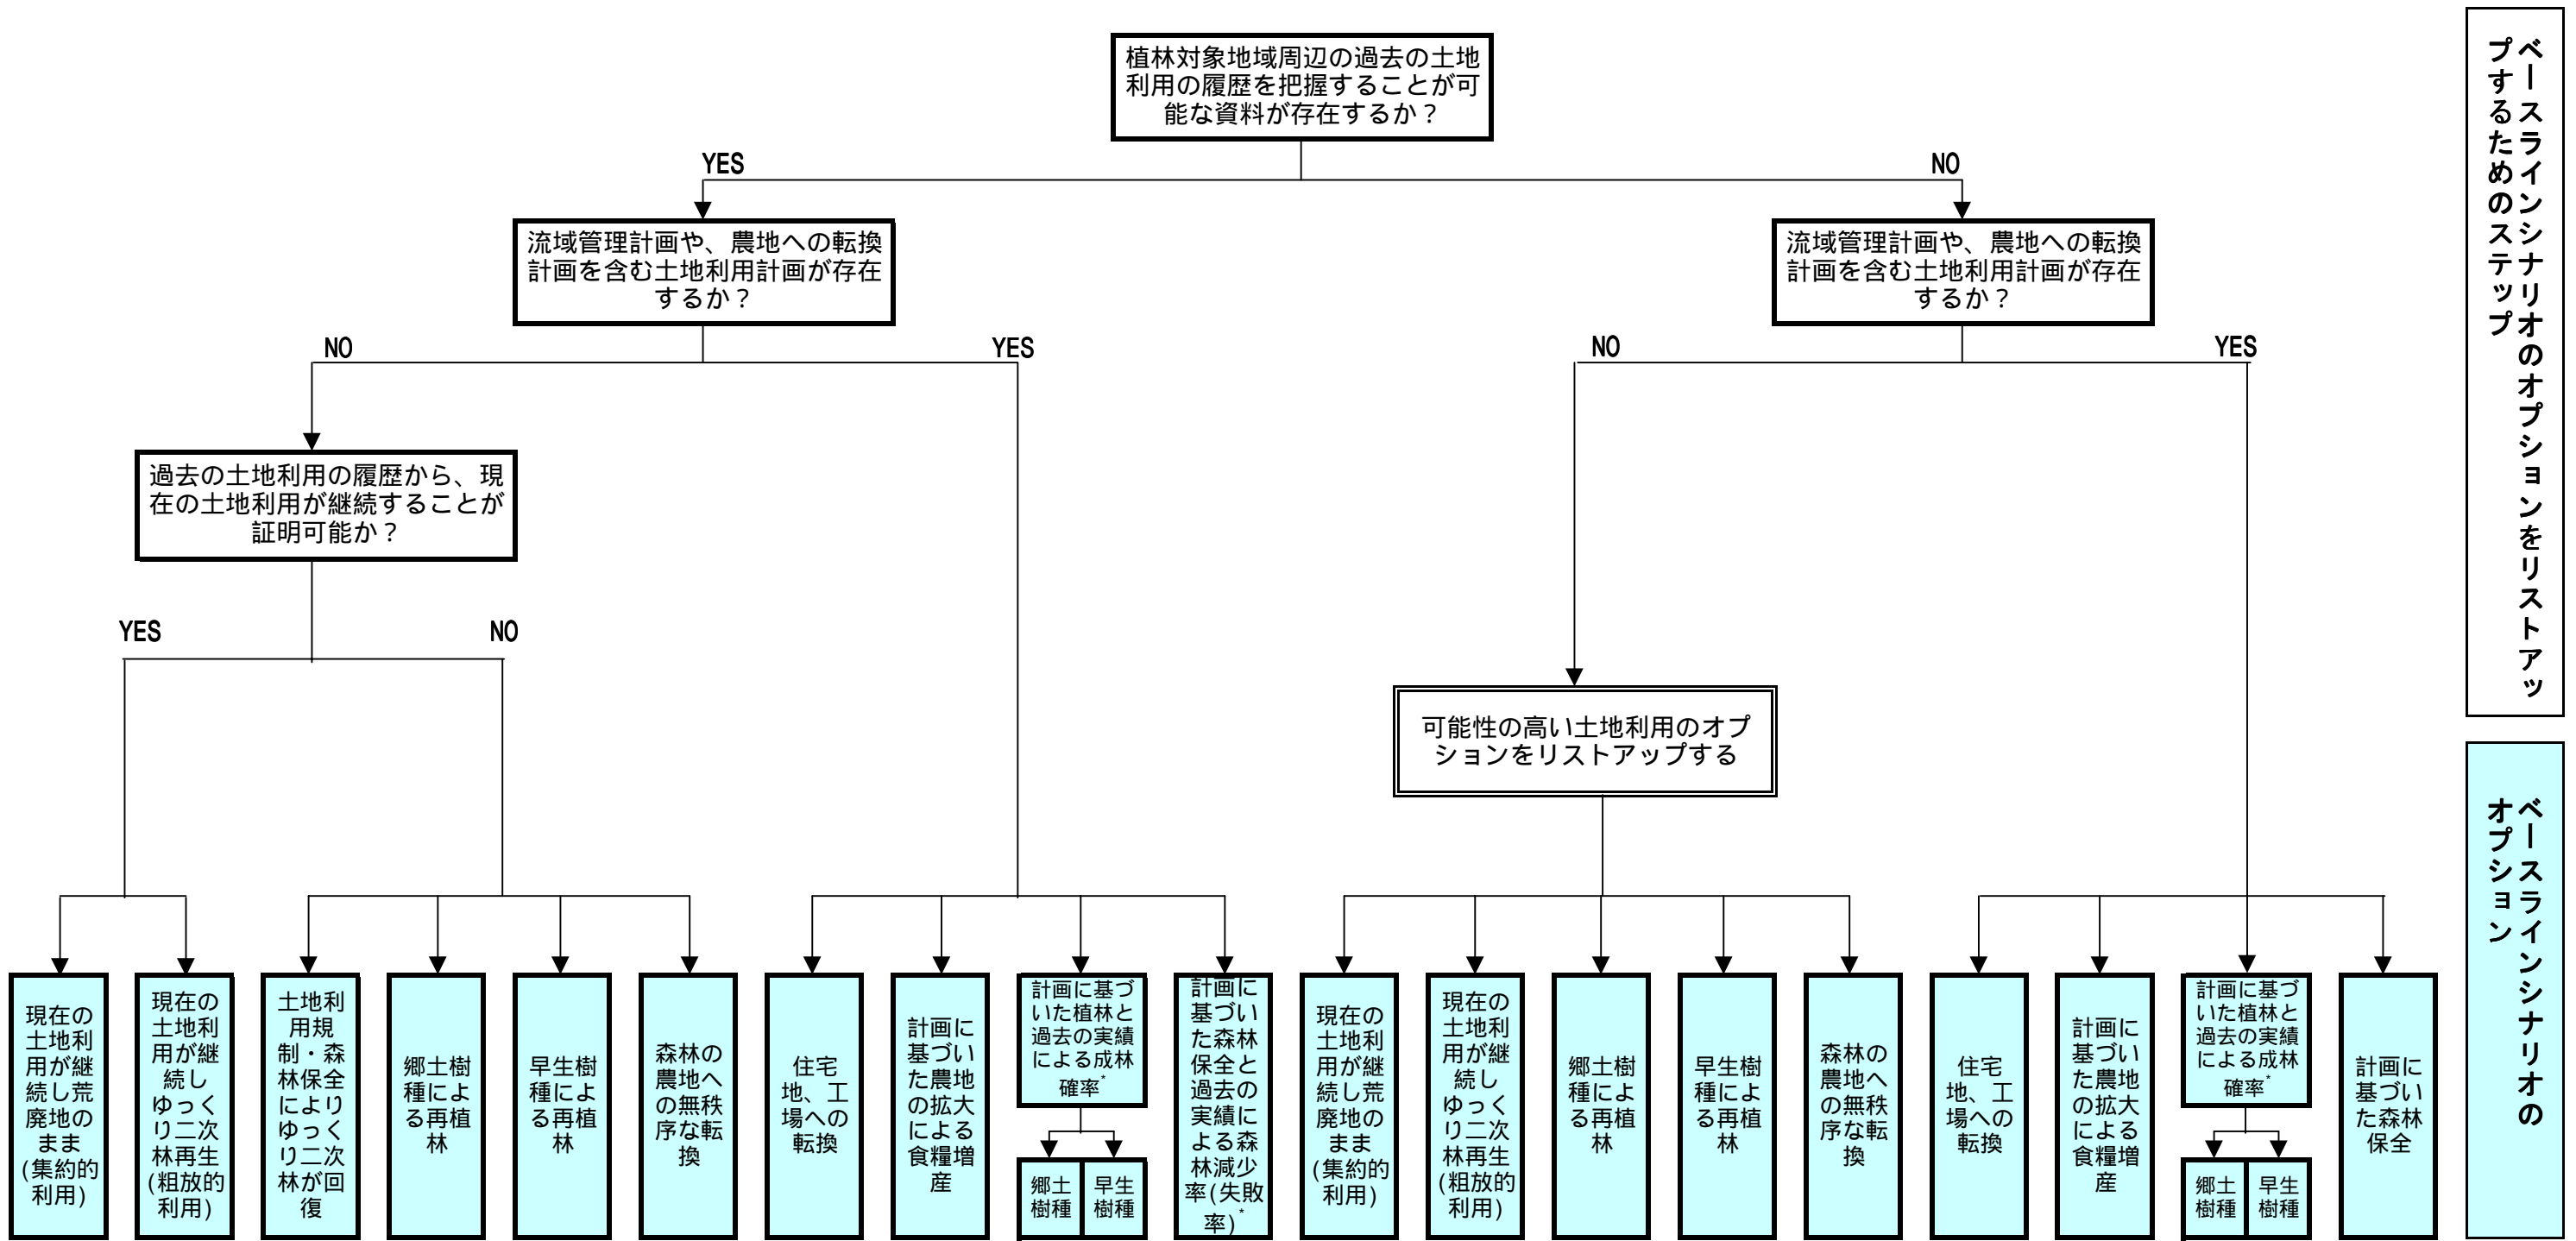 植林対象地域周辺の過去の土地
利用の履歴を把握することが可
能な資料が存在するか？
YES
NO
流域管理計画や、農地への転換
計画を含む土地利用計画が存在
するか？
流域管理計画や、農地への転換
計画を含む土地利用計画が存在
するか？
NO
YES
NO
YES
過去の土地利用の履歴から、現
在の土地利用が継続することが
証明可能か？
YES
NO
可能性の高い土地利用のオプ
ションをリストアップする
現在の
土地利
用が継
続し荒
廃地の
まま
(集約的
利用)
現在の
土地利
用が継
続し
ゆっく
り二次
林再生
(粗放的
利用)
土地利
用規
制・森
林保全
により
ゆっく
り二次
林が回
復
郷土樹
種によ
る再植
林
早生樹
種によ
る再植
林
森林の
農地へ
の無秩
序な転
換
住宅
地、工
場への
転換
計画に
基づい
た農地
の拡大
による
食糧増
産
計画に基づ
いた植林と
過去の実績
による成林
確率*
郷土
樹種
早生
樹種
計画に
基づい
た森林
保全と
過去の
実績に
よる森
林減少
率(失敗
率)*
現在の
土地利
用が継
続し荒
廃地の
まま
(集約的
利用)
現在の
土地利
用が継
続し
ゆっく
り二次
林再生
(粗放的
利用)
郷土樹
種によ
る再植
林
早生樹
種によ
る再植
林
森林の
農地へ
の無秩
序な転
換
住宅
地、工
場への
転換
計画に
基づい
た農地
の拡大
による
食糧増
産
計画に基づ
いた植林と
過去の実績
による成林
確率*
郷土
樹種
早生
樹種
計画に
基づい
た森林
保全
ベースラインシナリオのオプションをリストアッ
プするためのステップ
ベースラインシナリオの
オプション